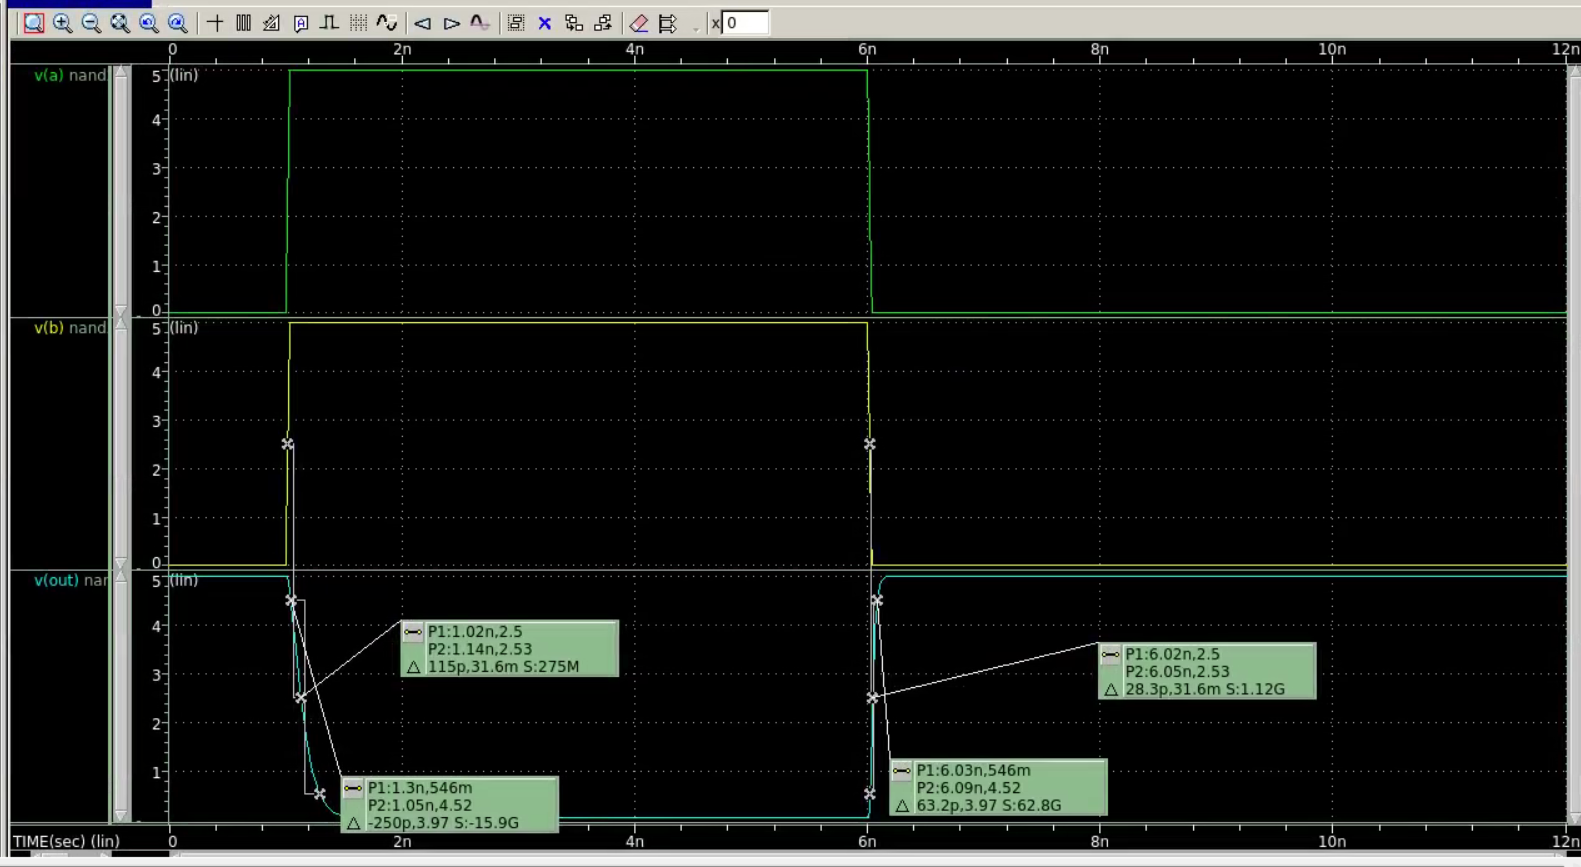 x 0
0 2n 4n 6n 8n 10n 12n
v(a) nand
5 (lin)
4
3
2
1
0
v(b) nand
5 (lin)
4
3
2
1
0
v(out) nar
5 (lin)
4
3
2
1
P1:1.02n,2.5
P2:1.14n,2.53
△ 115p,31.6m S:275M
P1:6.02n,2.5
P2:6.05n,2.53
△ 28.3p,31.6m S:1.12G
P1:1.3n,546m
P2:1.05n,4.52
△ -250p,3.97 S:-15.9G
P1:6.03n,546m
P2:6.09n,4.52
△ 63.2p,3.97 S:62.8G
TIME(sec) (lin) 0 2n 4n 6n 8n 10n 12n